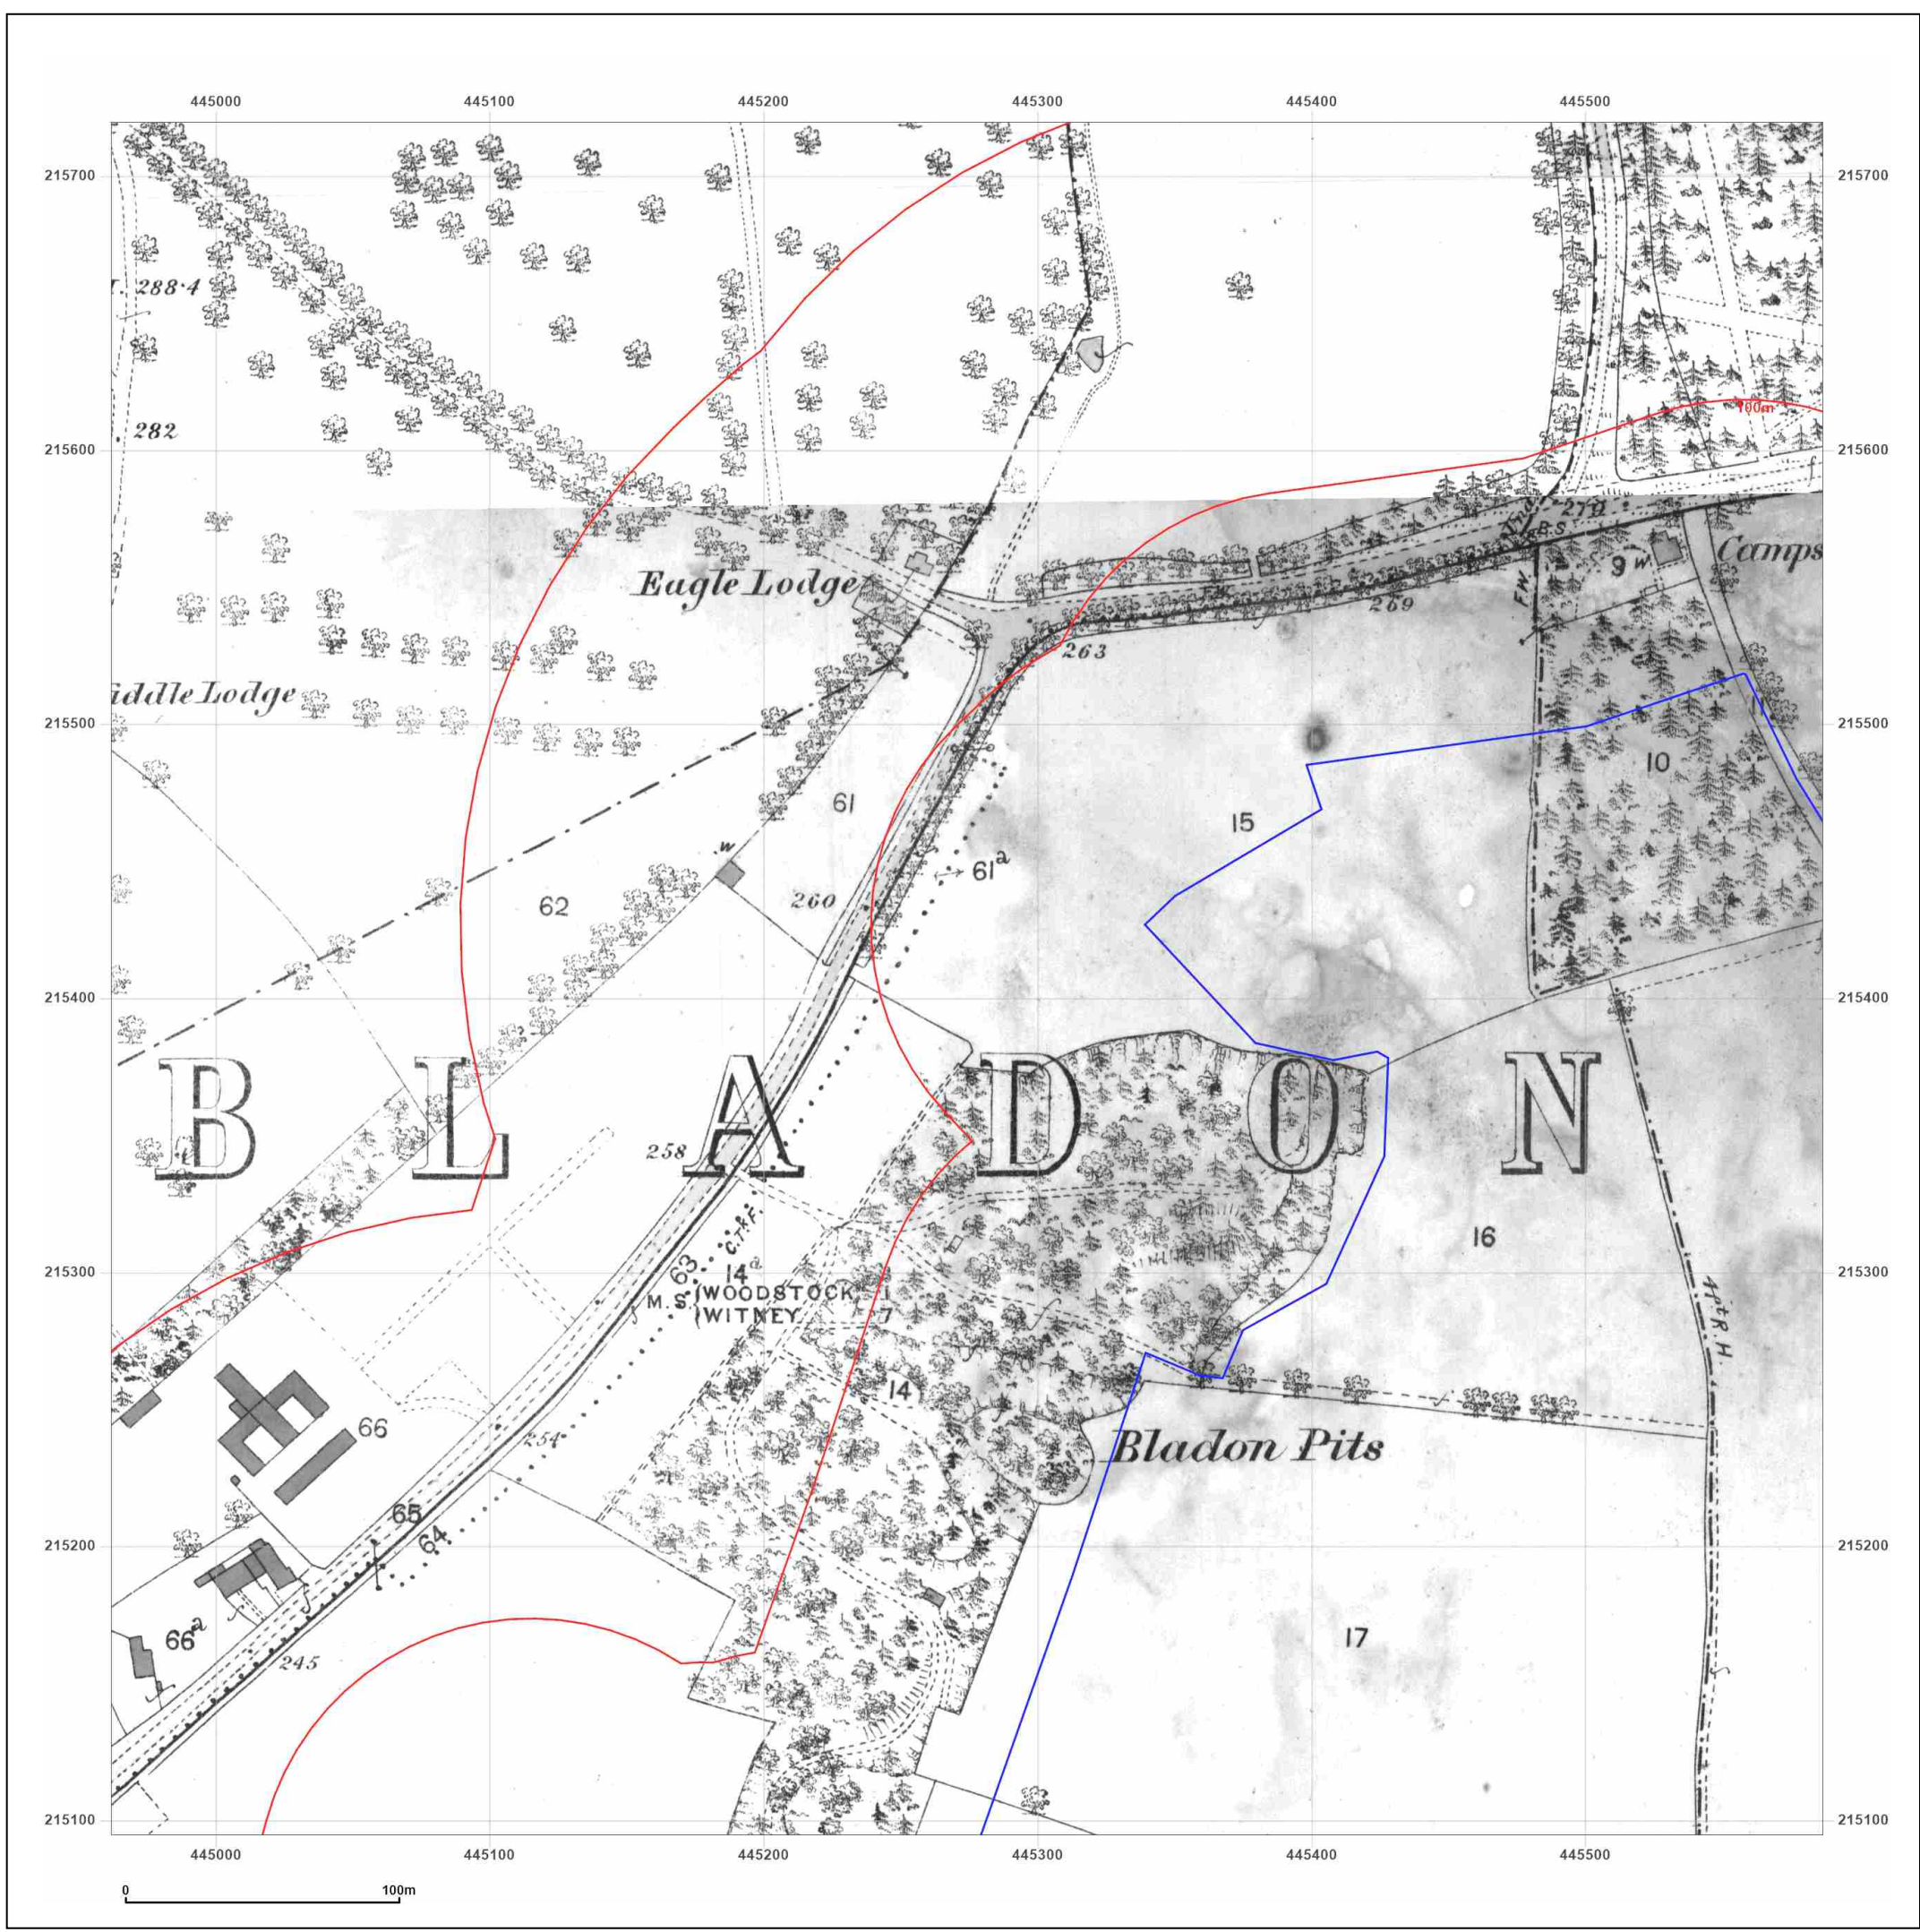 445000 445100 445200 445300 445400 445500
215700 215700
288·4
100m
282
215600 215600
270
B.S.
9 W Camps
Eagle Lodge
F.W.
269
263
iddle Lodge
215500 215500
11
10
61
15
W
61a
260
62
215400 215400
B L A D O N
258
C.T.&F.
16
63
14a
215300 WOODSTOCK 1 215300
M.S. WITNEY 7
4ft R.H.
14
66
254
Bladon Pits
65
64
215200 215200
66a
17
245
215100 215100
445000 445100 445200 445300 445400 445500
0 100m